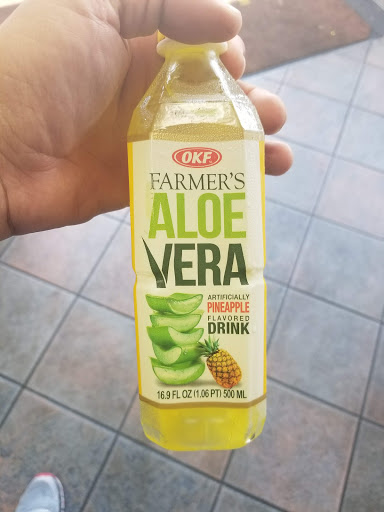 OKF
FARMER'S
ALOE
VERA
ARTIFICIALLY
PINEAPPLE
FLAVORED
DRINK
16.9 FL OZ (1,06 PT) 500 ML